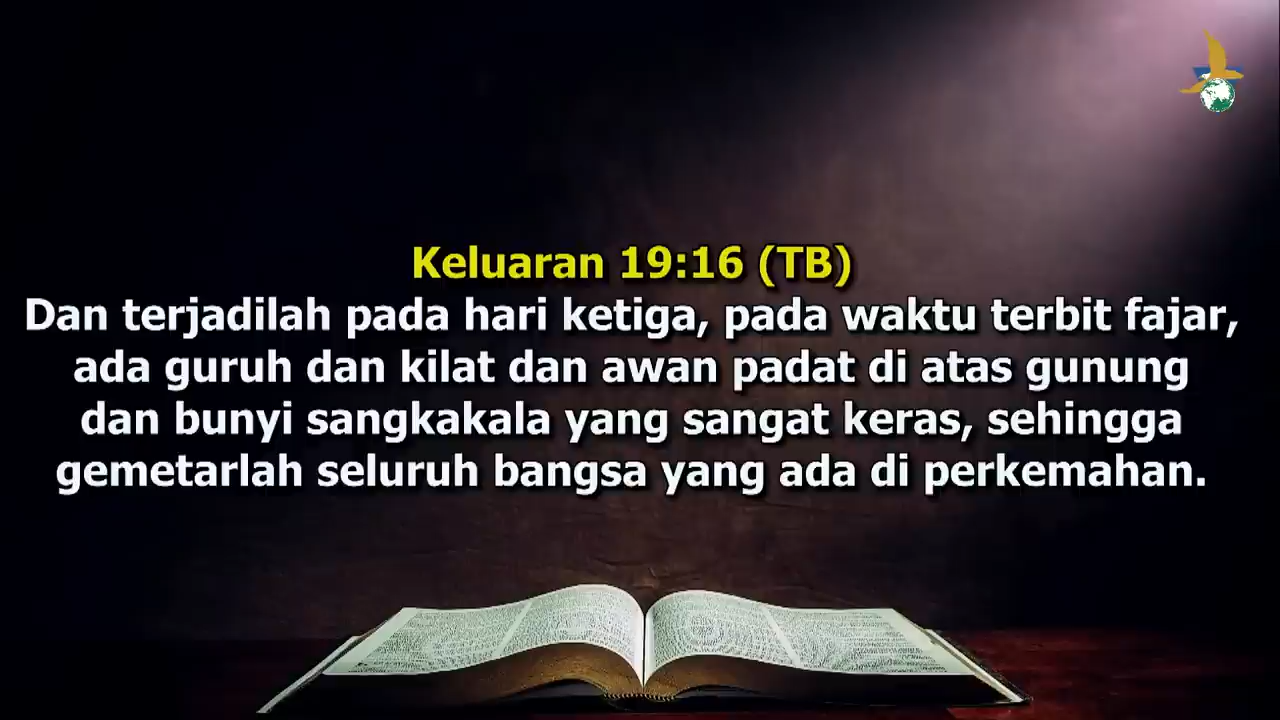 Keluaran 19:16 (TB)
Dan terjadilah pada hari ketiga, pada waktu terbit fajar,
ada guruh dan kilat dan awan padat di atas gunung
dan bunyi sangkakala yang sangat keras, sehingga
gemetarlah seluruh bangsa yang ada di perkemahan.